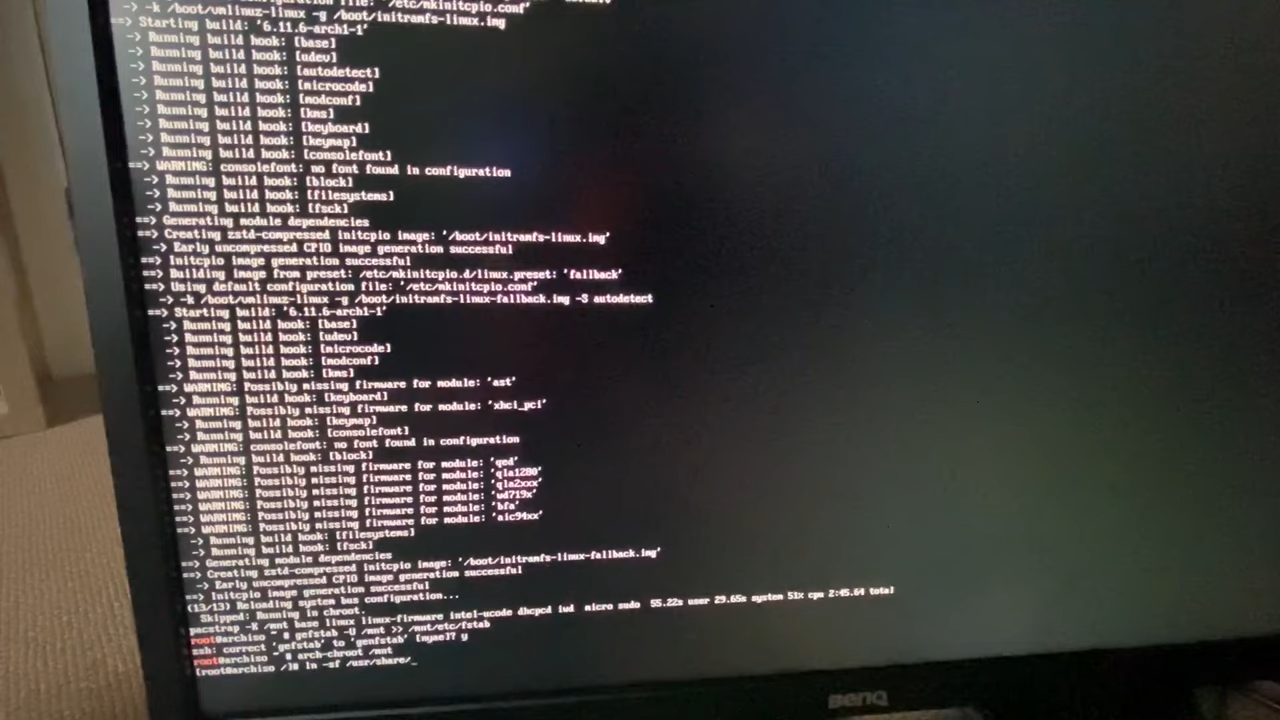 -> -k /boot/vmlinuz-linux -g /boot/initramfs-linux.img
==> Starting build: '6.11.6-arch1-1'
-> Running build hook: [base]
-> Running build hook: [udev]
-> Running build hook: [autodetect]
-> Running build hook: [microcode]
-> Running build hook: [modconf]
-> Running build hook: [kms]
-> Running build hook: [keyboard]
-> Running build hook: [keymap]
-> Running build hook: [consolefont]
==> WARNING: consolefont: no font found in configuration
-> Running build hook: [block]
-> Running build hook: [filesystems]
-> Running build hook: [fsck]
==> Generating module dependencies
==> Creating zstd-compressed initcpio image: '/boot/initramfs-linux.img'
-> Early uncompressed CPIO image generation successful
==> Initcpio image generation successful
==> Building image from preset: /etc/mkinitcpio.d/linux.preset: 'fallback'
==> Using default configuration file: '/etc/mkinitcpio.conf'
-> -k /boot/vmlinuz-linux -g /boot/initramfs-linux-fallback.img -S autodetect
==> Starting build: '6.11.6-arch1-1'
-> Running build hook: [base]
-> Running build hook: [udev]
-> Running build hook: [microcode]
-> Running build hook: [modconf]
-> Running build hook: [kms]
==> WARNING: Possibly missing firmware for module: 'ast'
-> Running build hook: [keyboard]
==> WARNING: Possibly missing firmware for module: 'xhci_pci'
-> Running build hook: [keymap]
-> Running build hook: [consolefont]
==> WARNING: consolefont: no font found in configuration
-> Running build hook: [block]
==> WARNING: Possibly missing firmware for module: 'qed'
==> WARNING: Possibly missing firmware for module: 'qla1280'
==> WARNING: Possibly missing firmware for module: 'qla2xxx'
==> WARNING: Possibly missing firmware for module: 'wd719x'
==> WARNING: Possibly missing firmware for module: 'bfa'
==> WARNING: Possibly missing firmware for module: 'aic94xx'
-> Running build hook: [filesystems]
-> Running build hook: [fsck]
==> Generating module dependencies
==> Creating zstd-compressed initcpio image: '/boot/initramfs-linux-fallback.img'
-> Early uncompressed CPIO image generation successful
==> Initcpio image generation successful
(13/13) Reloading system bus configuration...
Skipped: Running in chroot.
pacstrap -K /mnt base linux linux-firmware intel-ucode dhcpcd iwd micro sudo 55.22s user 29.65s system 51% cpu 2:45.64 total
root@archiso ~ # gefstab -U /mnt >> /mnt/etc/fstab
zsh: correct 'gefstab' to 'genfstab' [nyae]? y
root@archiso ~ # arch-chroot /mnt
[root@archiso /]# ln -sf /usr/share/_
BenQ